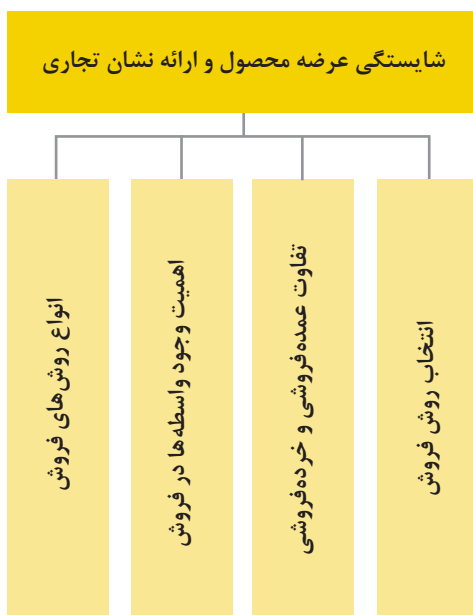 شایستگی عرضه محصول و ارائه نشان تجاری
انتخاب روش فروش
تفاوت عمده‌فروشی و خرده‌فروشی
اهمیت وجود واسطه‌ها در فروش
انواع روش‌های فروش